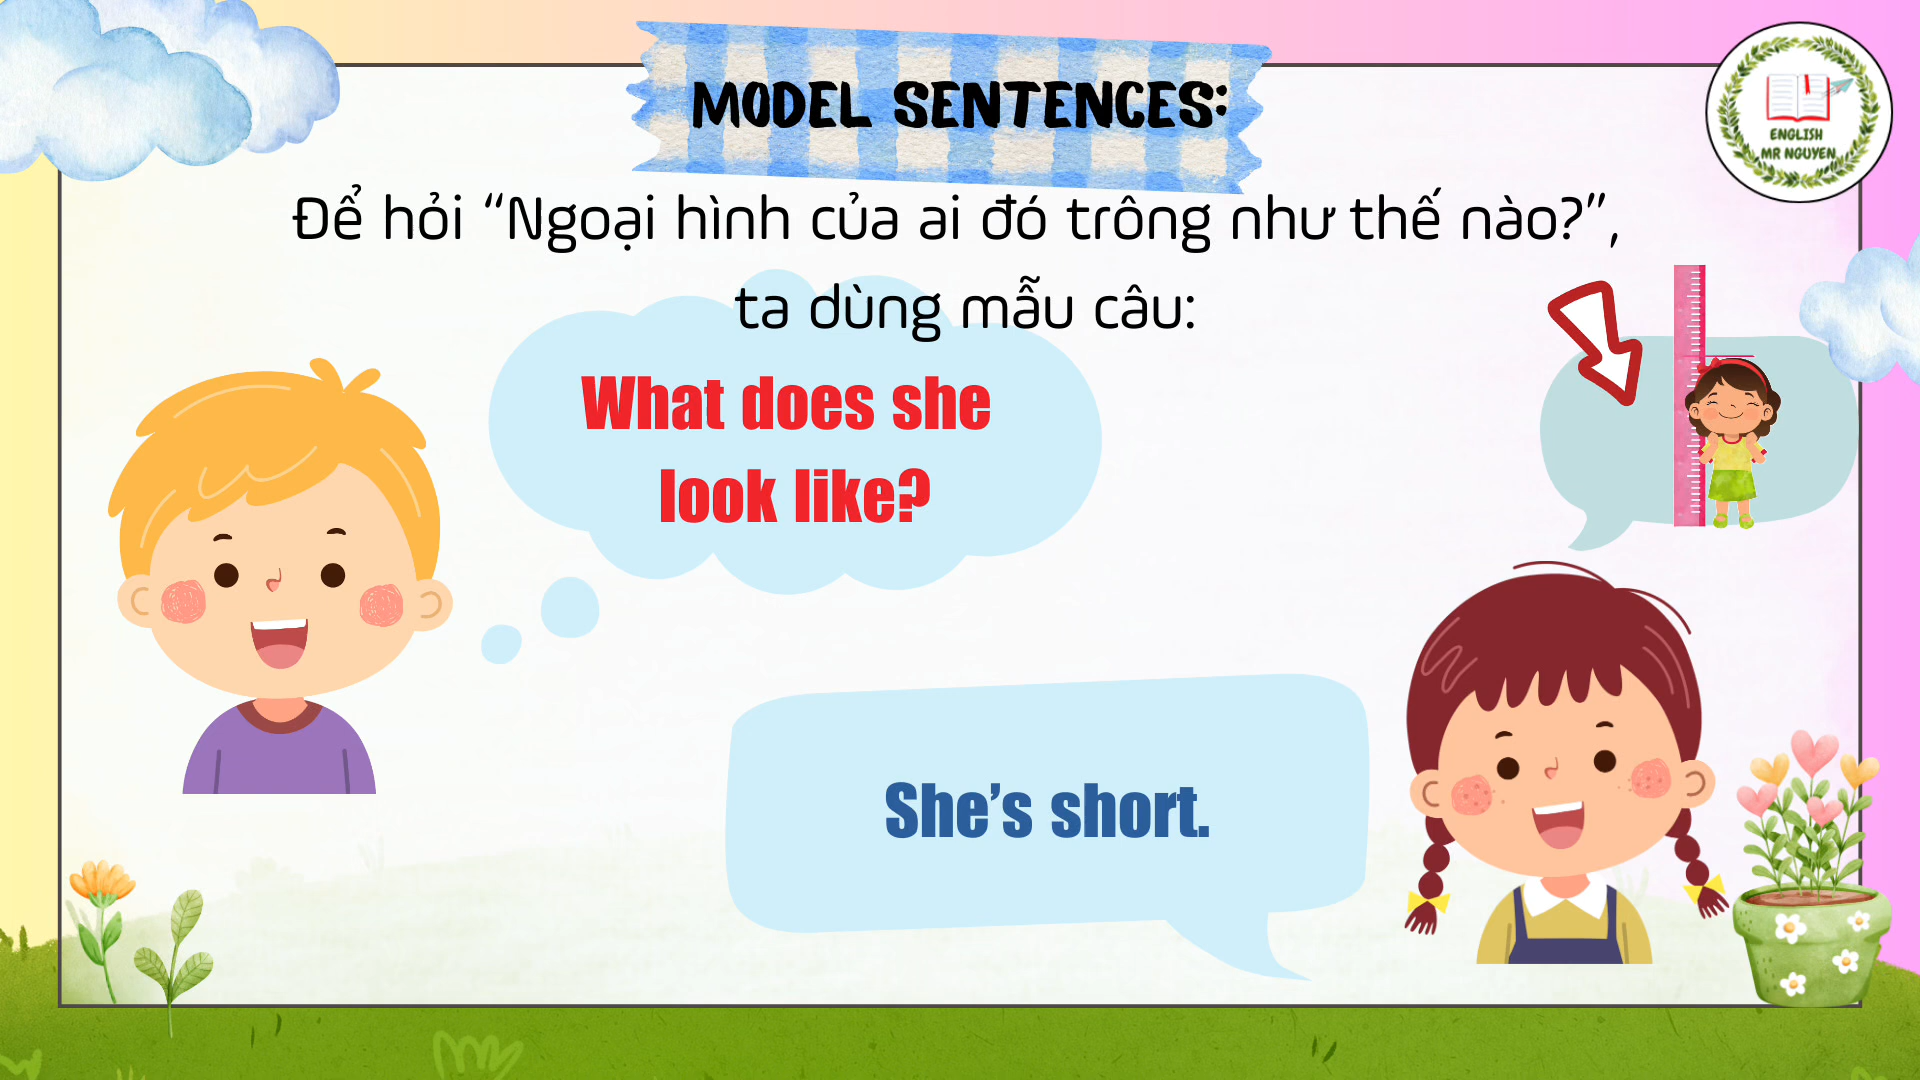 MODEL SENTENCES:
ENGLISH
MR NGUYEN
Để hỏi “Ngoại hình của ai đó trông như thế nào?”,
ta dùng mẫu câu:
What does she
look like?
She’s short.